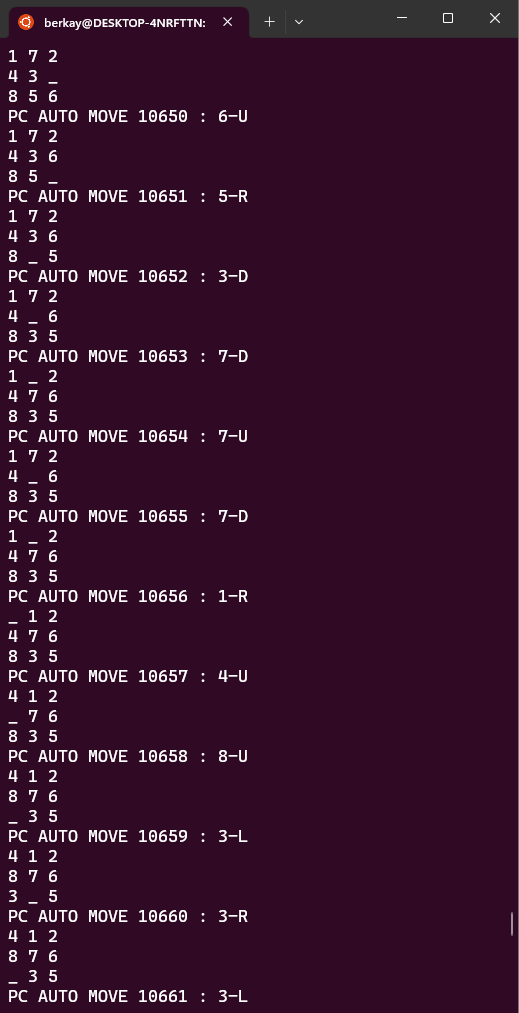 berkay@DESKTOP-4NRFTTN:
1 7 2
4 3 _
8 5 6
PC AUTO MOVE 10650 : 6-U
1 7 2
4 3 6
8 5 _
PC AUTO MOVE 10651 : 5-R
1 7 2
4 3 6
8 _ 5
PC AUTO MOVE 10652 : 3-D
1 7 2
4 _ 6
8 3 5
PC AUTO MOVE 10653 : 7-D
1 _ 2
4 7 6
8 3 5
PC AUTO MOVE 10654 : 7-U
1 7 2
4 _ 6
8 3 5
PC AUTO MOVE 10655 : 7-D
1 _ 2
4 7 6
8 3 5
PC AUTO MOVE 10656 : 1-R
_ 1 2
4 7 6
8 3 5
PC AUTO MOVE 10657 : 4-U
4 1 2
_ 7 6
8 3 5
PC AUTO MOVE 10658 : 8-U
4 1 2
8 7 6
_ 3 5
PC AUTO MOVE 10659 : 3-L
4 1 2
8 7 6
3 _ 5
PC AUTO MOVE 10660 : 3-R
4 1 2
8 7 6
_ 3 5
PC AUTO MOVE 10661 : 3-L